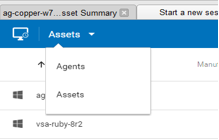 ag-copper-w7... sset Summary
Start a new ses
Assets
Agents
Manu
ag
Assets
vsa-ruby-8r2